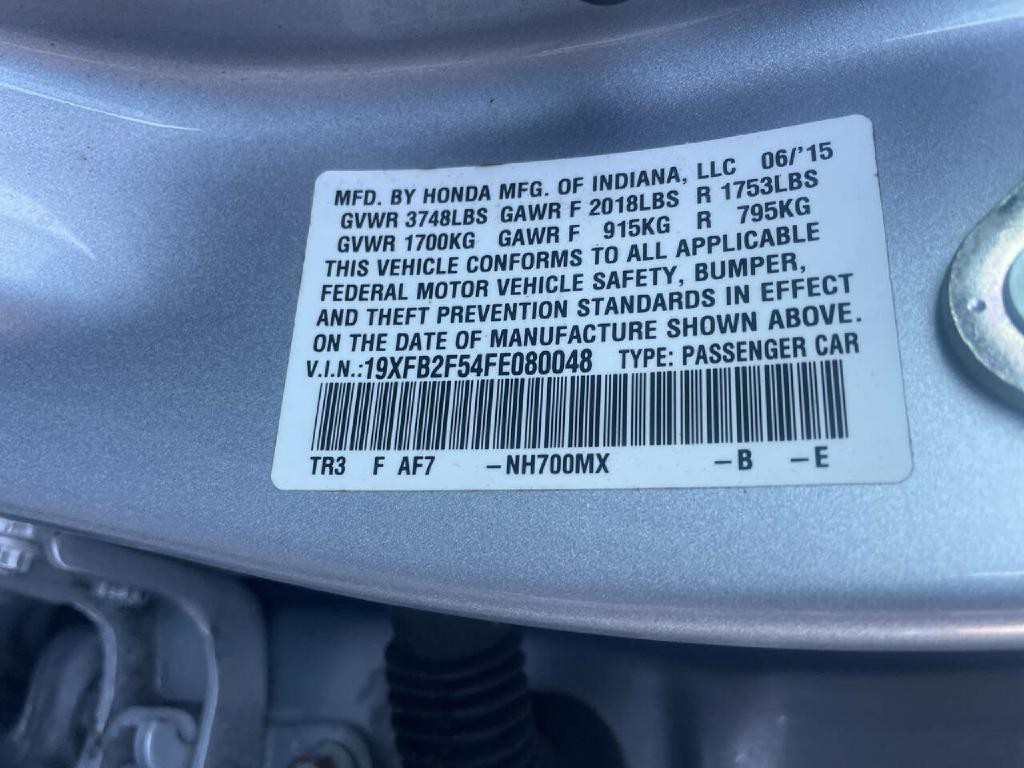 MFD. BY HONDA MFG. OF INDIANA, LLC 06/'15
GVWR 3748LBS GAWR F 2018LBS R 1753LBS
GVWR 1700KG GAWR F 915KG R 795KG
THIS VEHICLE CONFORMS TO ALL APPLICABLE
FEDERAL MOTOR VEHICLE SAFETY, BUMPER,
AND THEFT PREVENTION STANDARDS IN EFFECT
ON THE DATE OF MANUFACTURE SHOWN ABOVE.
V.I.N.:19XFB2F54FE080048 TYPE: PASSENGER CAR
TR3 F AF7 –NH700MX –B –E